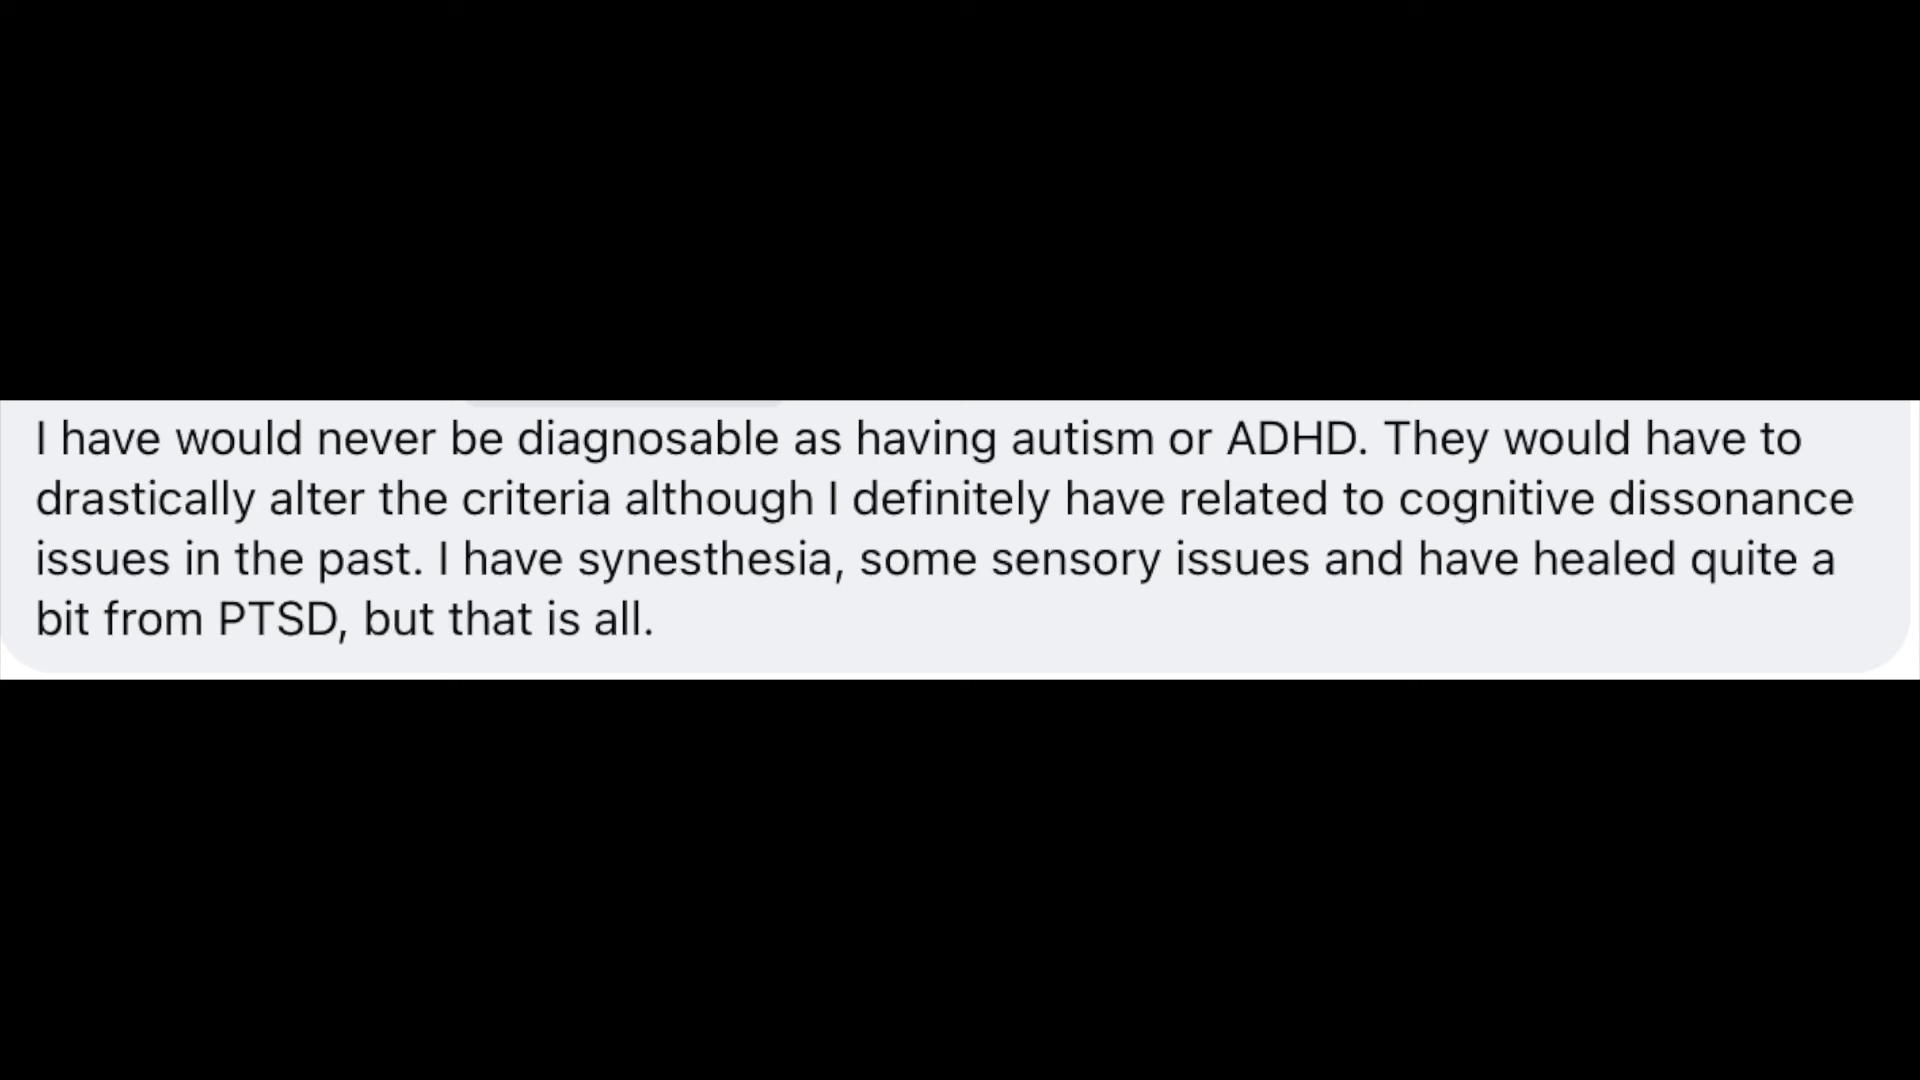 I have would never be diagnosable as having autism or ADHD. They would have to
drastically alter the criteria although I definitely have related to cognitive dissonance
issues in the past. I have synesthesia, some sensory issues and have healed quite a
bit from PTSD, but that is all.